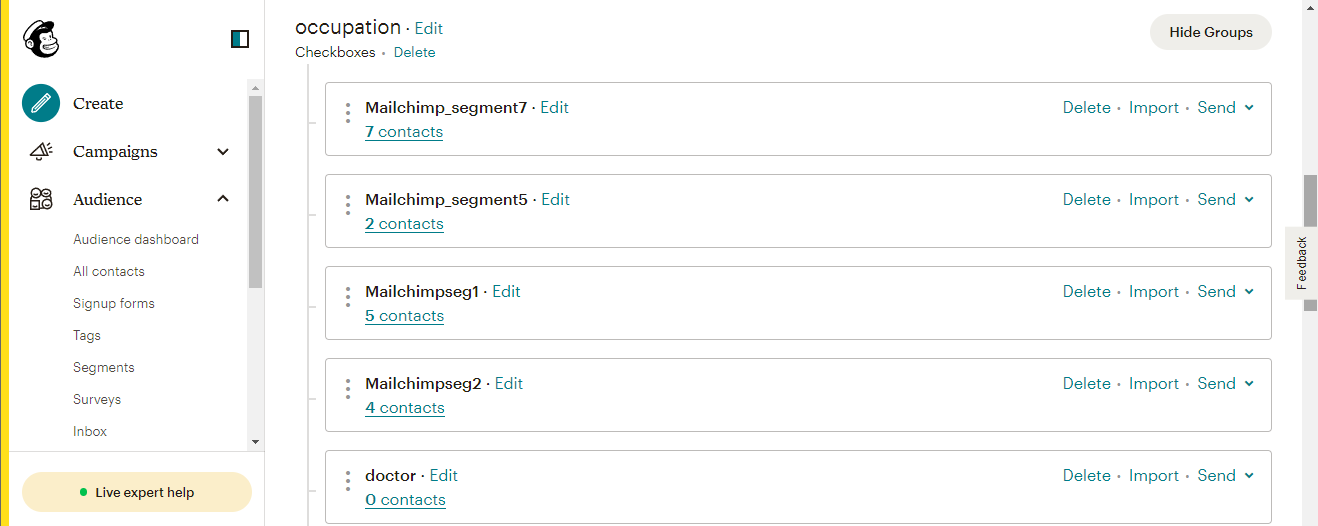 Create
Campaigns
Audience
Audience dashboard
All contacts
Signup forms
Tags
Segments
Surveys
Inbox
Live expert help
occupation · Edit
Checkboxes • Delete
Hide Groups
Mailchimp_segment7 · Edit
Delete • Import • Send
7 contacts
Mailchimp_segment5 · Edit
Delete • Import • Send
2 contacts
Mailchimpseg1 · Edit
Delete • Import • Send
5 contacts
Mailchimpseg2 · Edit
Delete • Import • Send
4 contacts
doctor · Edit
Delete • Import • Send
0 contacts
Feedback